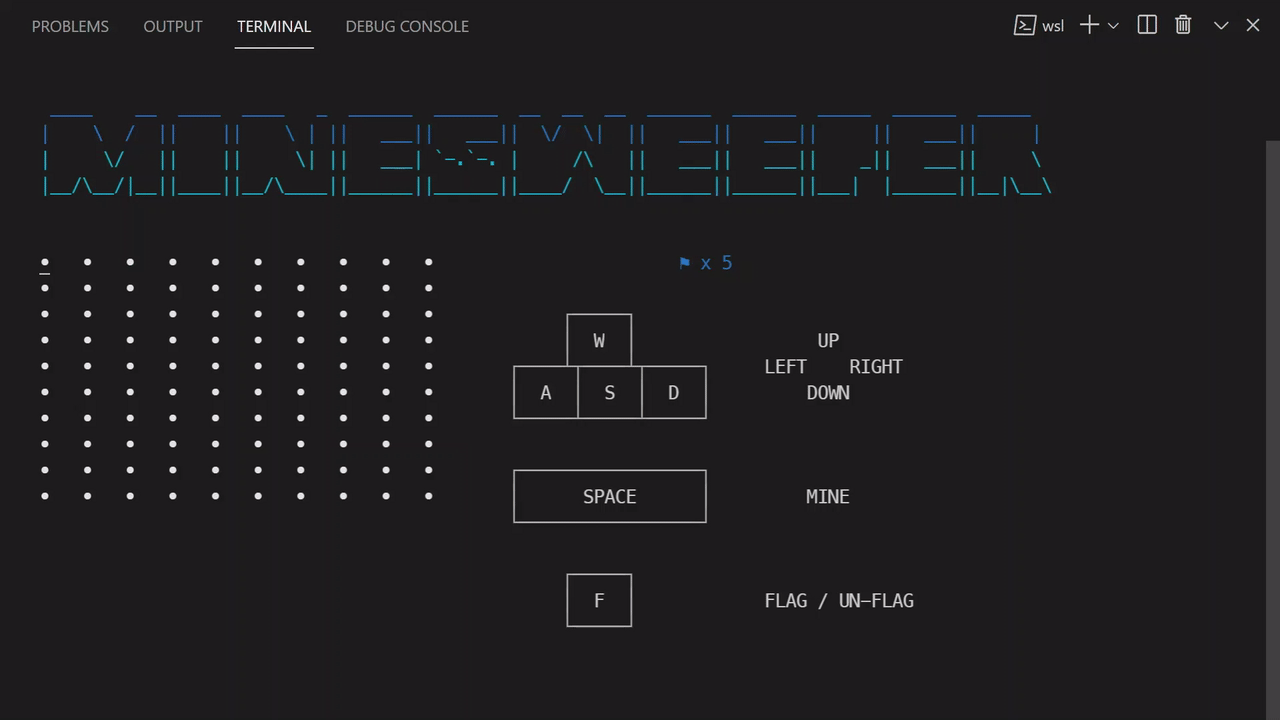 PROBLEMS OUTPUT TERMINAL DEBUG CONSOLE wsl
MINESWEEPER
⚑ x 5
W
UP
A S D
LEFT RIGHT
DOWN
SPACE MINE
F FLAG / UN-FLAG